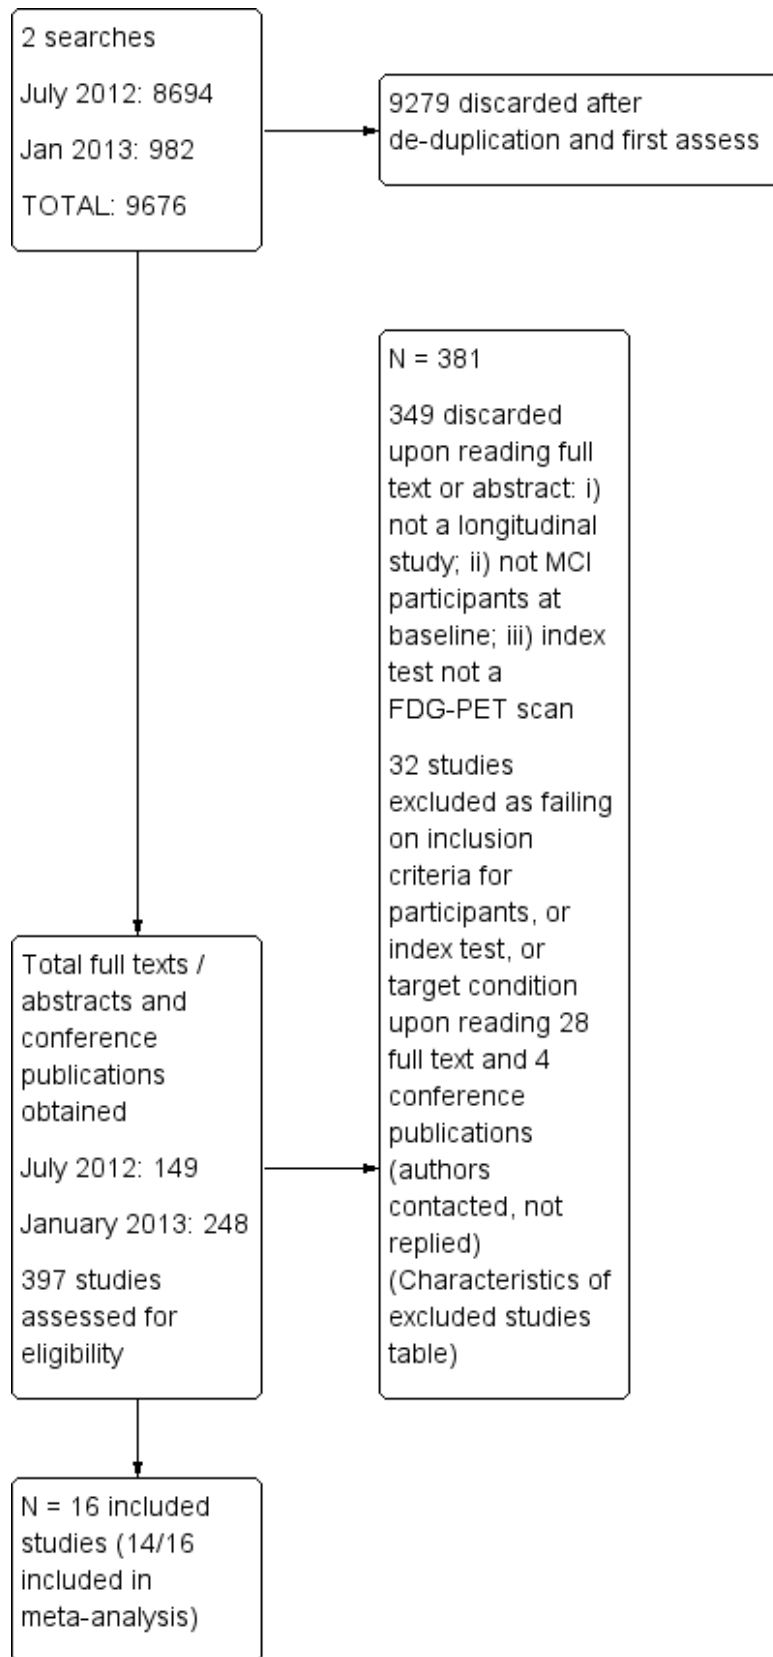 2 searches
July 2012: 8694
Jan 2013: 982
TOTAL: 9676
9279 discarded after
de-duplication and first assess
N = 381
349 discarded
upon reading full
text or abstract: i)
not a longitudinal
study; ii) not MCI
participants at
baseline; iii) index
test not a
FDG-PET scan
32 studies
excluded as failing
on inclusion
criteria for
participants, or
index test, or
target condition
upon reading 28
full text and 4
conference
publications
(authors
contacted, not
replied)
(Characteristics of
excluded studies
table)
Total full texts /
abstracts and
conference
publications
obtained
July 2012: 149
January 2013: 248
397 studies
assessed for
eligibility
N = 16 included
studies (14/16
included in
meta-analysis)